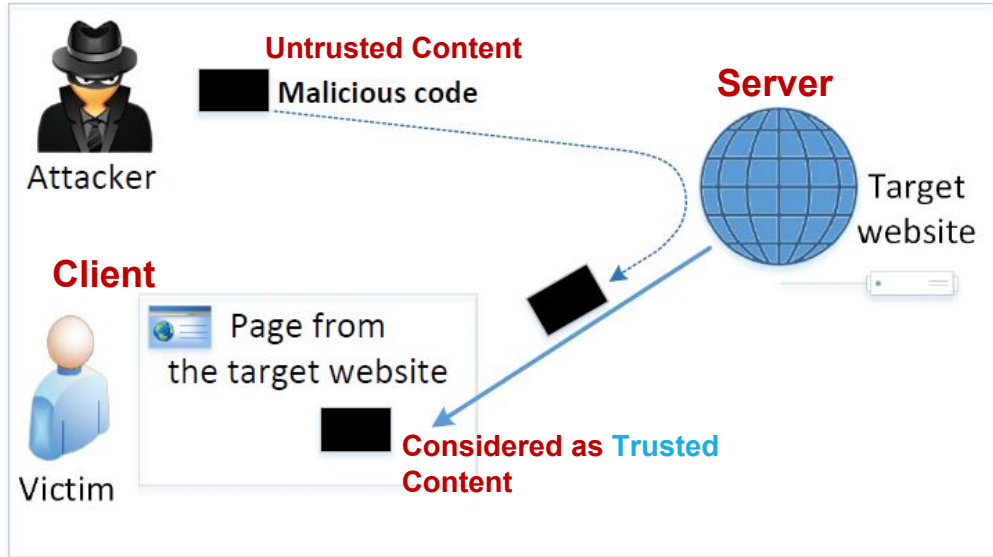 Untrusted Content
Malicious code
Attacker
Server
Target
website
Client
Page from
the target website
Considered as Trusted
Content
Victim